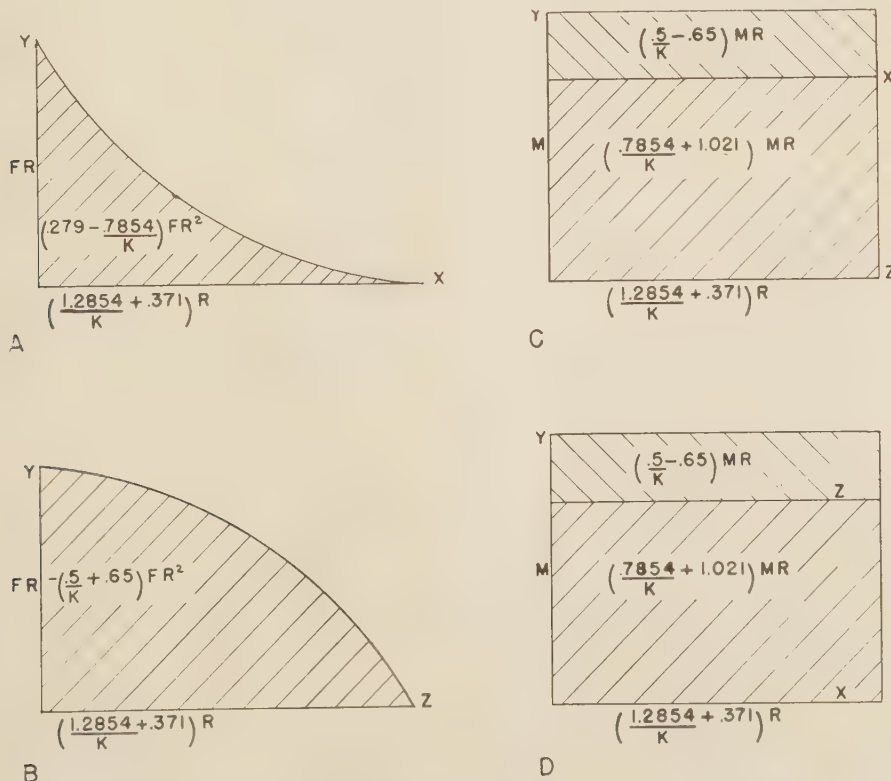 Y
FR
(.279 - .7854/K) FR²
X
(1.2854/K + .371) R
A
Y
(.5/K - .65) MR
X
M
(.7854/K + 1.021) MR
Z
(1.2854/K + .371) R
C
Y
FR
-(.5/K + .65) FR²
Z
(1.2854/K + .371) R
B
Y
(.5/K - .65) MR
Z
M
(.7854/K + 1.021) MR
X
(1.2854/K + .371) R
D